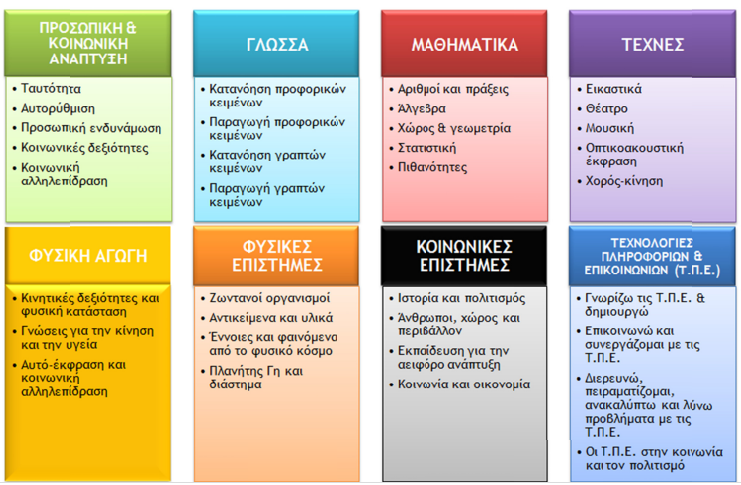 ΠΡΟΣΩΠΙΚΗ &
ΚΟΙΝΩΝΙΚΗ
ΑΝΑΠΤΥΞΗ
• Ταυτότητα
• Αυτορύθμιση
• Προσωπική ενδυνάμωση
• Κοινωνικές δεξιότητες
• Κοινωνική
αλληλεπίδραση
ΓΛΩΣΣΑ
• Κατανόηση προφορικών
κειμένων
• Παραγωγή προφορικών
κειμένων
• Κατανόηση γραπτών
κειμένων
• Παραγωγή γραπτών
κειμένων
ΜΑΘΗΜΑΤΙΚΑ
• Αριθμοί και πράξεις
• Άλγεβρα
• Χώρος & γεωμετρία
• Στατιστική
• Πιθανότητες
ΤΕΧΝΕΣ
• Εικαστικά
• Θέατρο
• Μουσική
• Οπτικοακουστική
έκφραση
• Χορός-κίνηση
ΦΥΣΙΚΗ ΑΓΩΓΗ
• Κινητικές δεξιότητες και
φυσική κατάσταση
• Γνώσεις για την κίνηση
και την υγεία
• Αυτό-έκφραση και
κοινωνική
αλληλεπίδραση
ΦΥΣΙΚΕΣ
ΕΠΙΣΤΗΜΕΣ
• Ζωντανοί οργανισμοί
• Αντικείμενα και υλικά
• Έννοιες και φαινόμενα
από το φυσικό κόσμο
• Πλανήτης Γη και
διάστημα
ΚΟΙΝΩΝΙΚΕΣ
ΕΠΙΣΤΗΜΕΣ
• Ιστορία και πολιτισμός
• Άνθρωποι, χώρος και
περιβάλλον
• Εκπαίδευση για την
αειφόρο ανάπτυξη
• Κοινωνία και οικονομία
ΤΕΧΝΟΛΟΓΙΕΣ
ΠΛΗΡΟΦΟΡΙΩΝ &
ΕΠΙΚΟΙΝΩΝΙΩΝ (Τ.Π.Ε.)
• Γνωρίζω τις Τ.Π.Ε. &
δημιουργώ
• Επικοινωνώ και
συνεργάζομαι με τις
Τ.Π.Ε.
• Διερευνώ,
πειραματίζομαι,
ανακαλύπτω και λύνω
προβλήματα με τις
Τ.Π.Ε.
• Οι Τ.Π.Ε. στην κοινωνία
και τον πολιτισμό